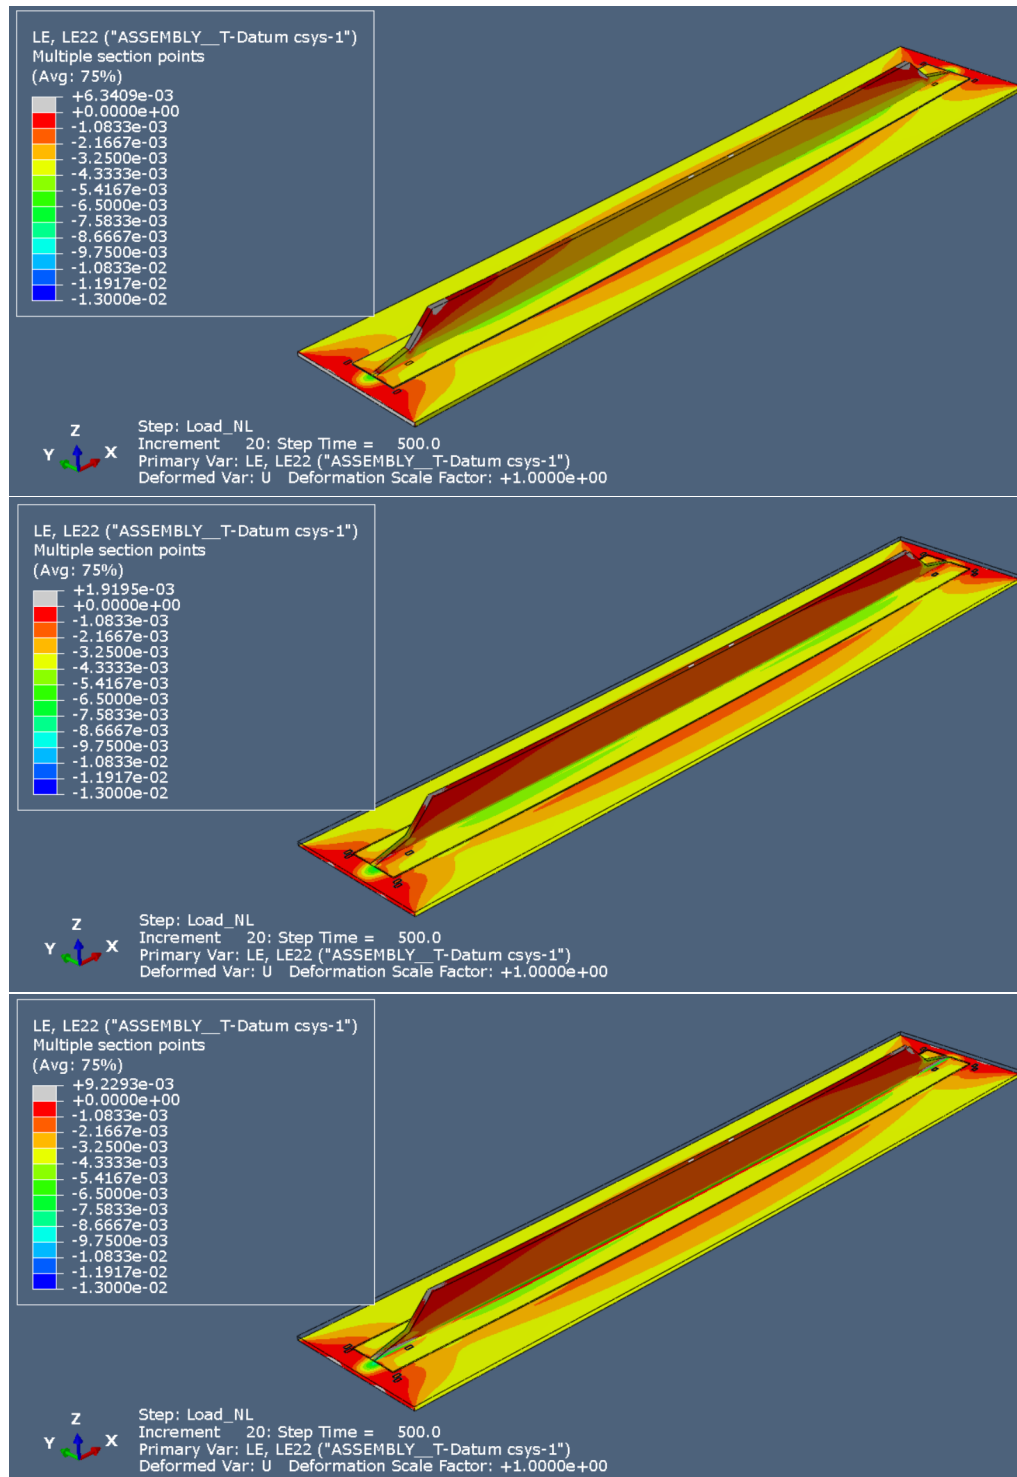 LE, LE22 ("ASSEMBLY__T-Datum csys-1")
Multiple section points
(Avg: 75%)
+6.3409e-03
+0.0000e+00
-1.0833e-03
-2.1667e-03
-3.2500e-03
-4.3333e-03
-5.4167e-03
-6.5000e-03
-7.5833e-03
-8.6667e-03
-9.7500e-03
-1.0833e-02
-1.1917e-02
-1.3000e-02
Z
Y
X
Step: Load_NL
Increment 20: Step Time = 500.0
Primary Var: LE, LE22 ("ASSEMBLY__T-Datum csys-1")
Deformed Var: U Deformation Scale Factor: +1.0000e+00
LE, LE22 ("ASSEMBLY__T-Datum csys-1")
Multiple section points
(Avg: 75%)
+1.9195e-03
+0.0000e+00
-1.0833e-03
-2.1667e-03
-3.2500e-03
-4.3333e-03
-5.4167e-03
-6.5000e-03
-7.5833e-03
-8.6667e-03
-9.7500e-03
-1.0833e-02
-1.1917e-02
-1.3000e-02
Z
Y
X
Step: Load_NL
Increment 20: Step Time = 500.0
Primary Var: LE, LE22 ("ASSEMBLY__T-Datum csys-1")
Deformed Var: U Deformation Scale Factor: +1.0000e+00
LE, LE22 ("ASSEMBLY__T-Datum csys-1")
Multiple section points
(Avg: 75%)
+9.2293e-03
+0.0000e+00
-1.0833e-03
-2.1667e-03
-3.2500e-03
-4.3333e-03
-5.4167e-03
-6.5000e-03
-7.5833e-03
-8.6667e-03
-9.7500e-03
-1.0833e-02
-1.1917e-02
-1.3000e-02
Z
Y
X
Step: Load_NL
Increment 20: Step Time = 500.0
Primary Var: LE, LE22 ("ASSEMBLY__T-Datum csys-1")
Deformed Var: U Deformation Scale Factor: +1.0000e+00